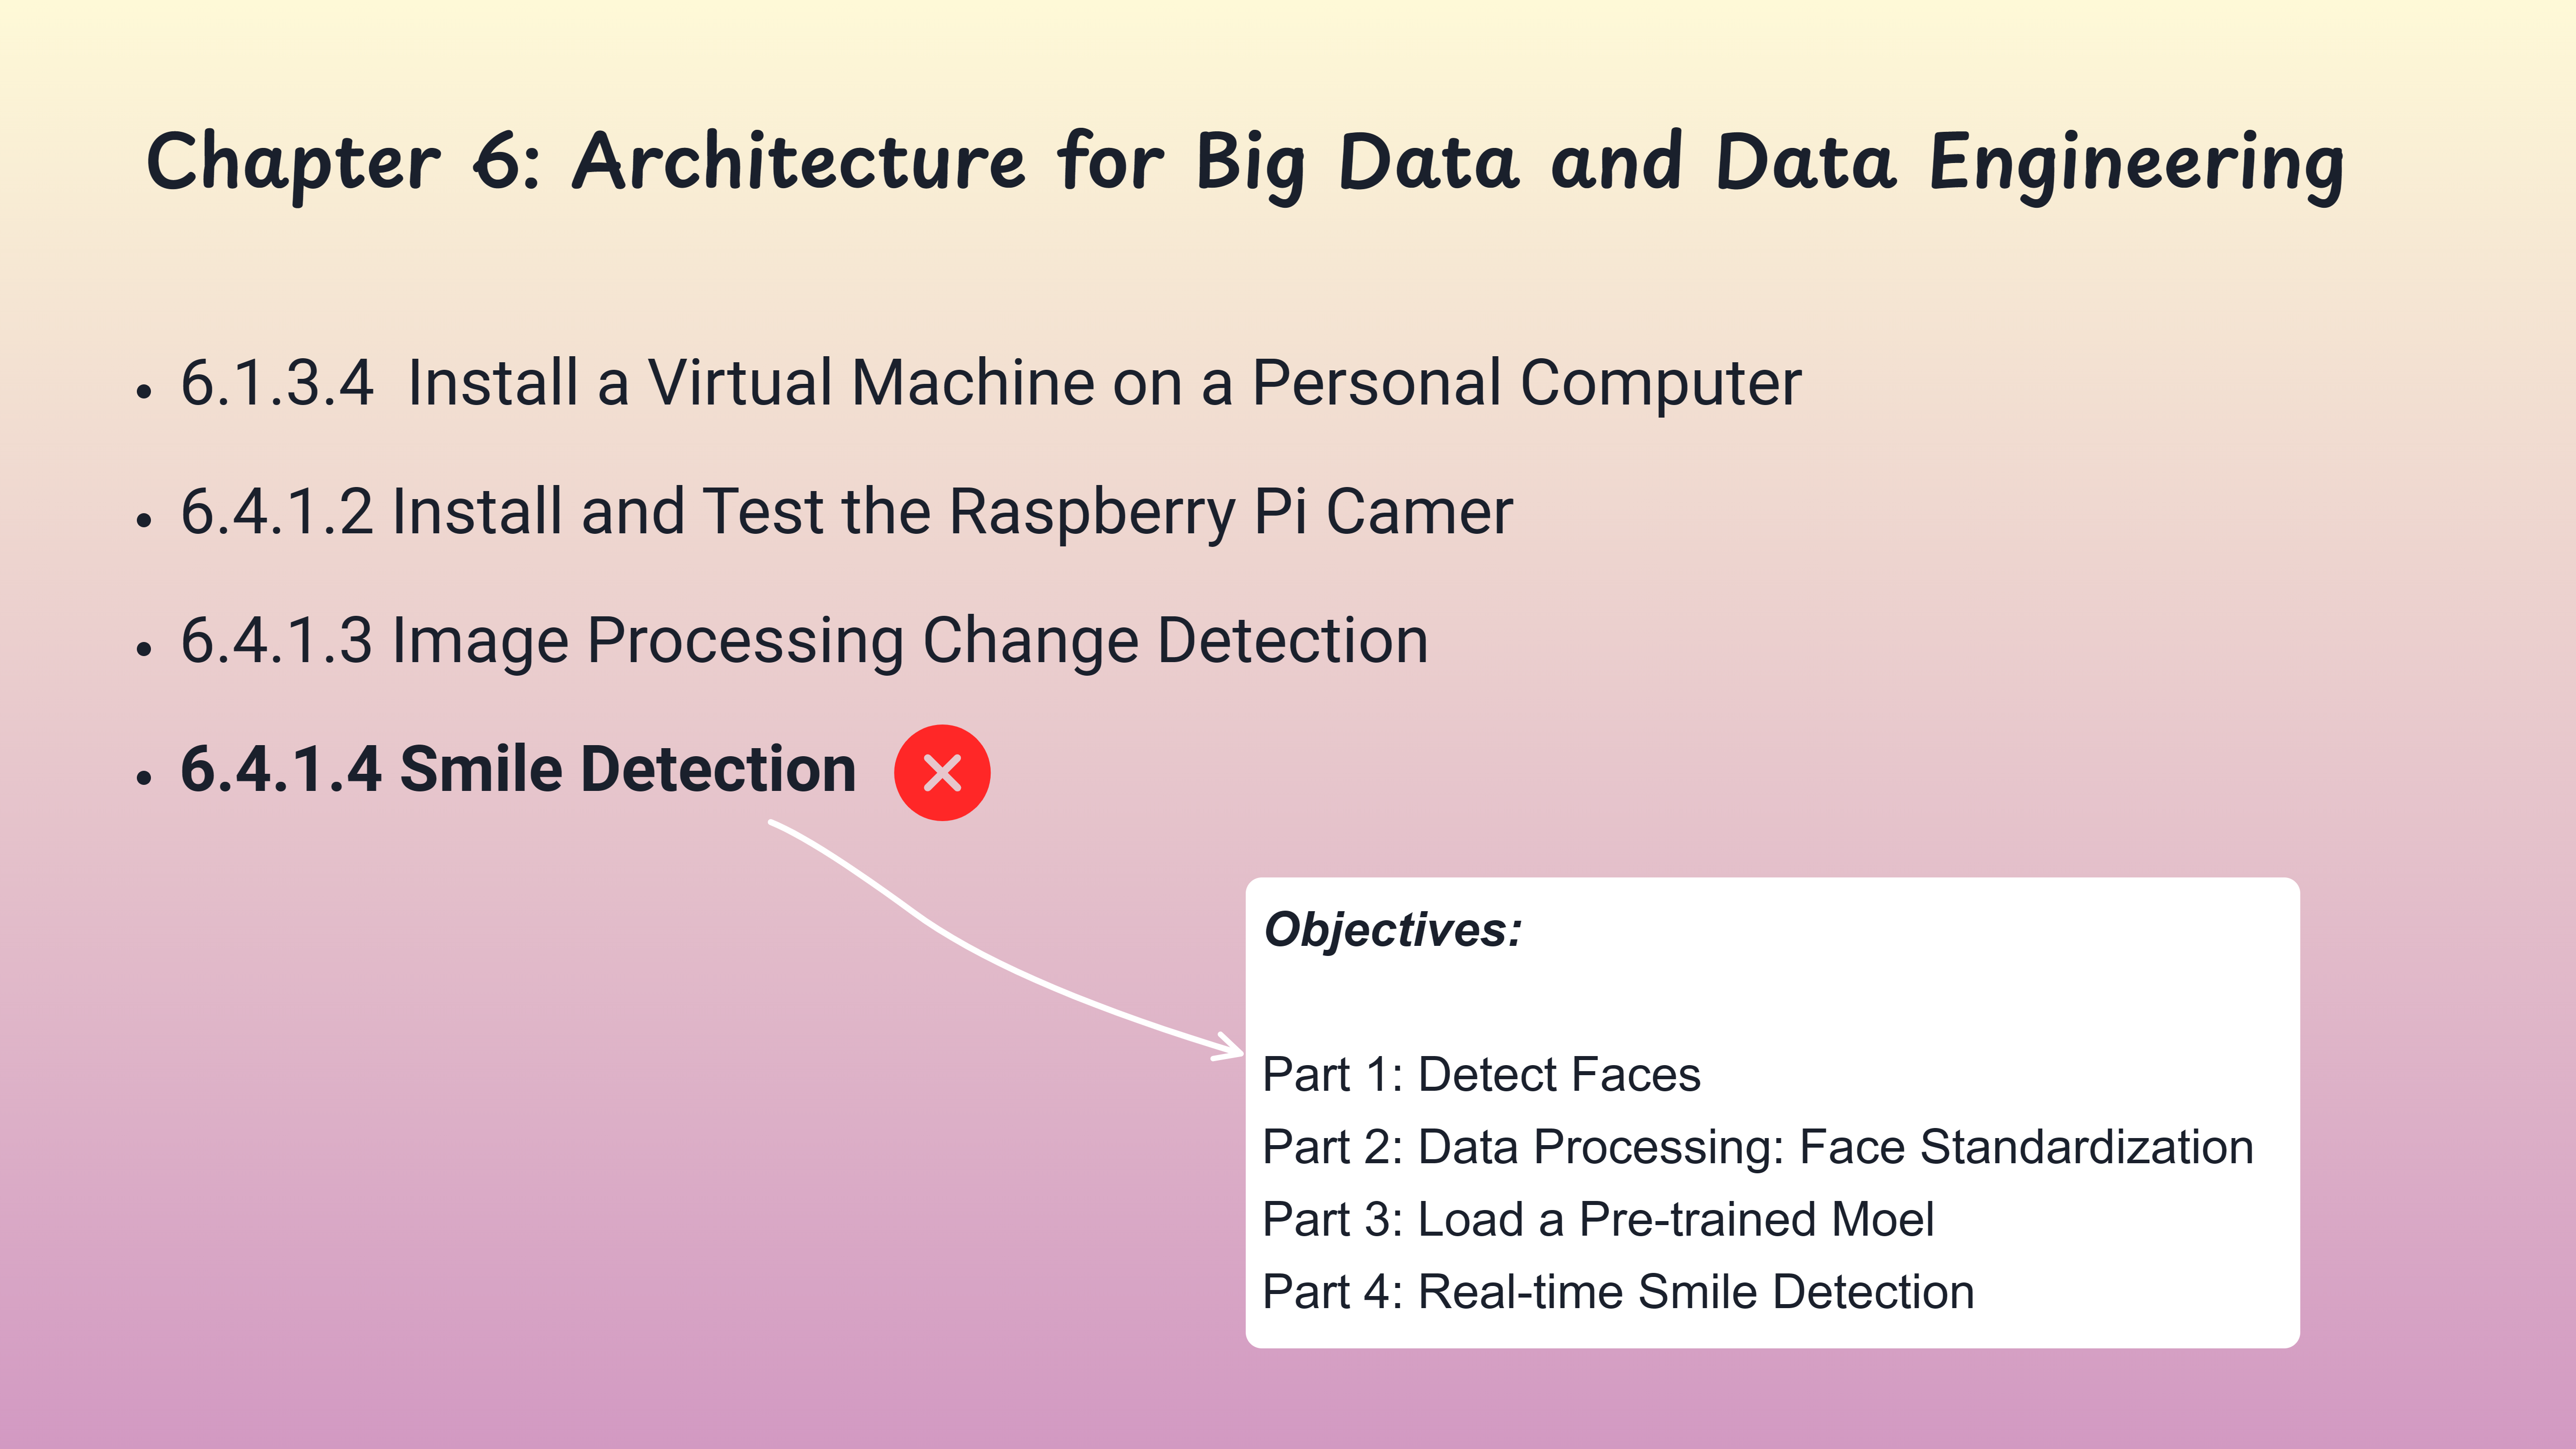 Chapter 6: Architecture for Big Data and Data Engineering
• 6.1.3.4  Install a Virtual Machine on a Personal Computer
• 6.4.1.2 Install and Test the Raspberry Pi Camer
• 6.4.1.3 Image Processing Change Detection
• 6.4.1.4 Smile Detection
Objectives:
Part 1: Detect Faces
Part 2: Data Processing: Face Standardization
Part 3: Load a Pre-trained Moel
Part 4: Real-time Smile Detection